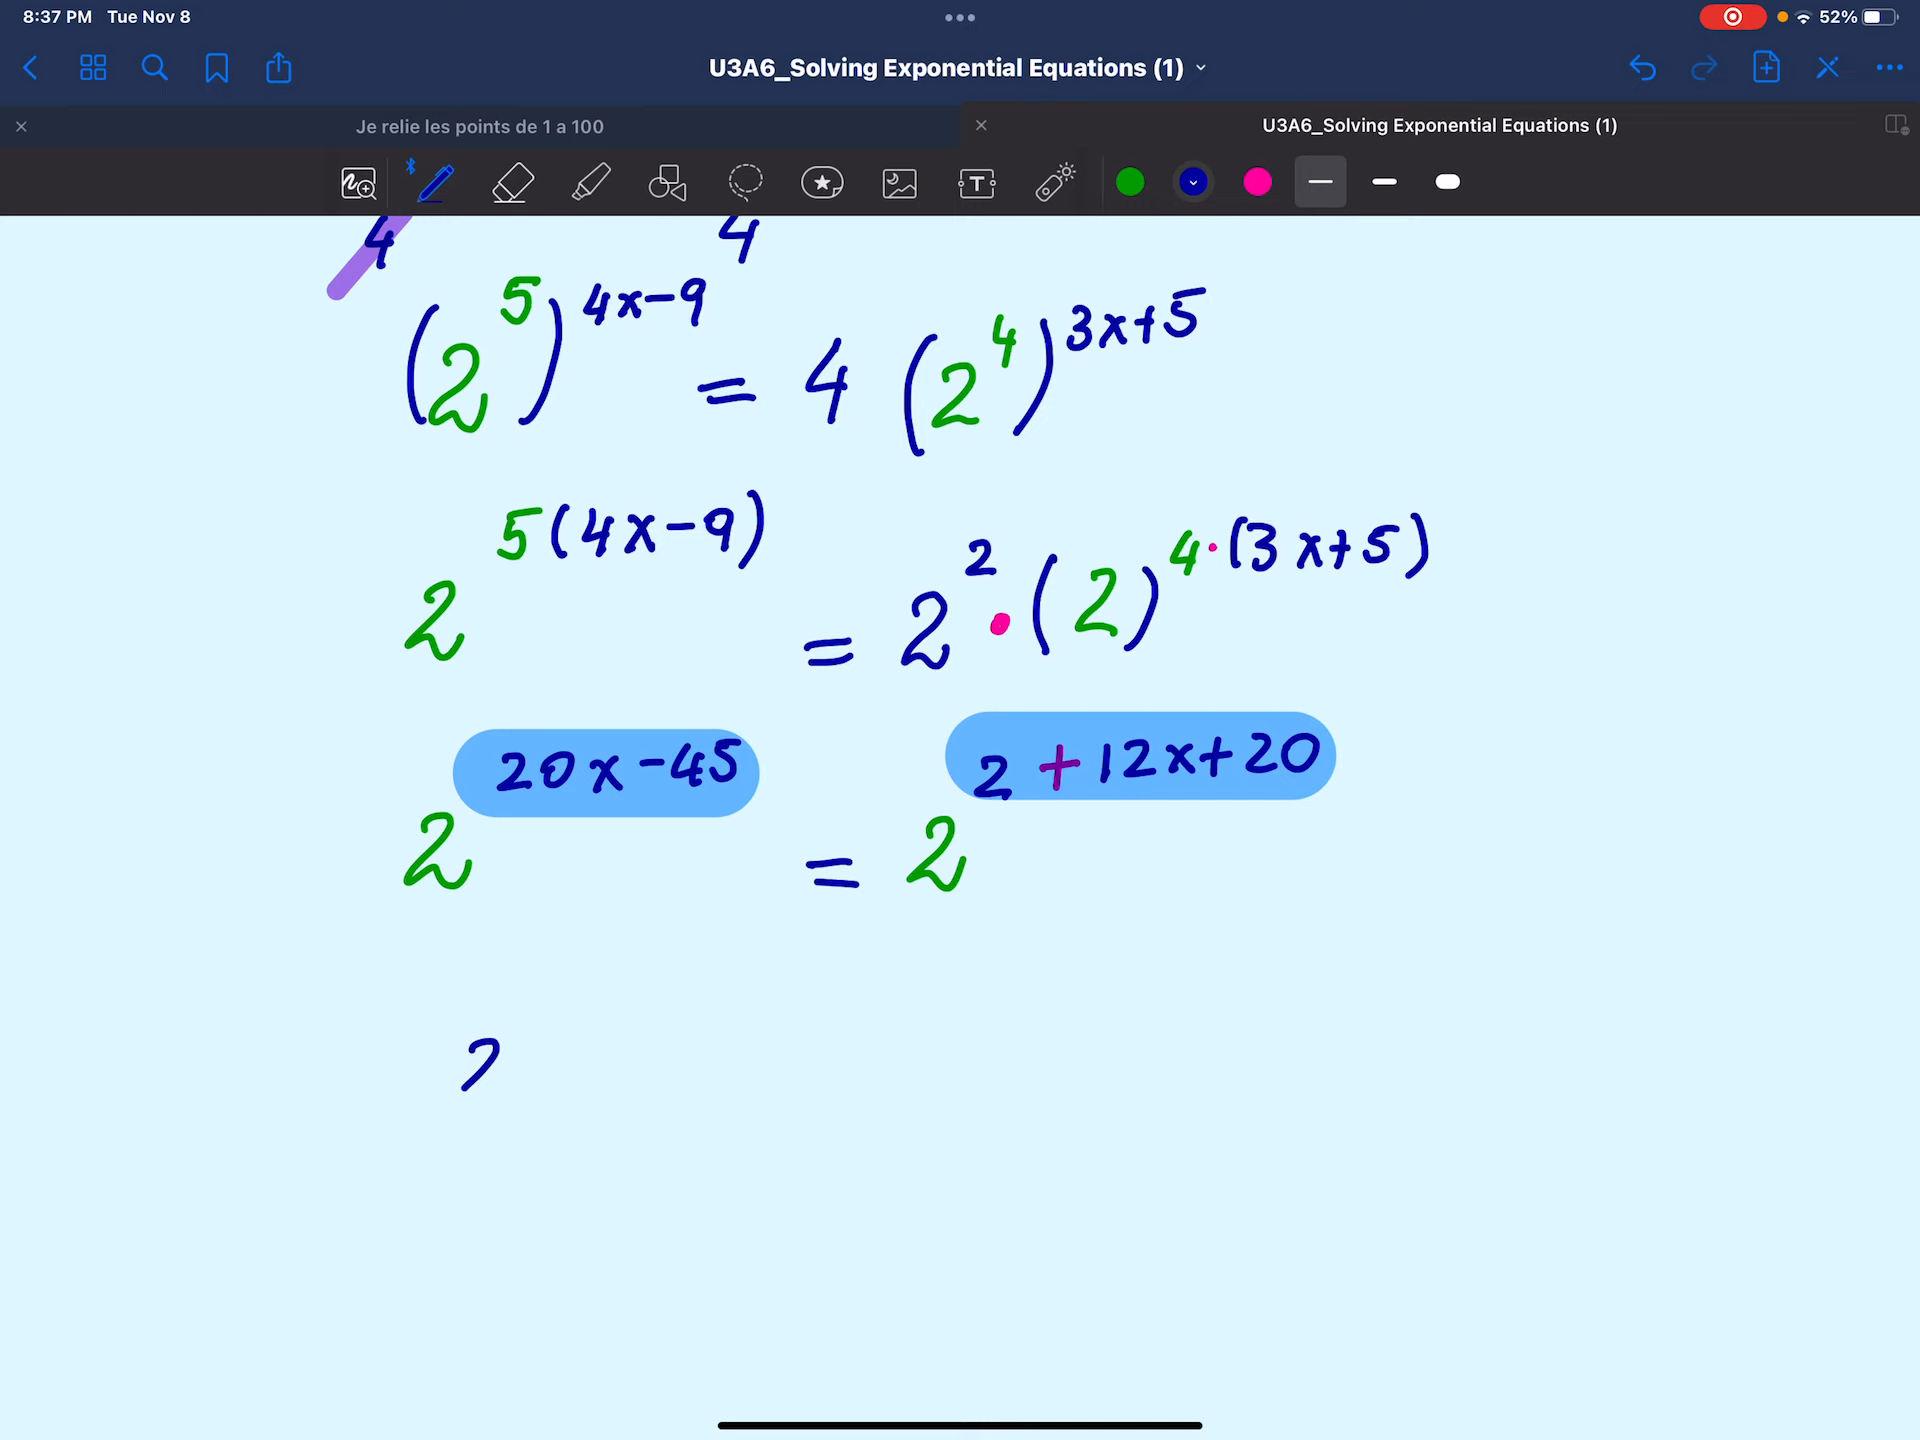 8:37 PM Tue Nov 8
52%
U3A6_Solving Exponential Equations (1)
Je relie les points de 1 a 100
U3A6_Solving Exponential Equations (1)
T
4 4
(2^5)^(4x-9) = 4 (2^4)^(3x+5)
2^(5(4x-9)) = 2^2 · (2)^(4·(3x+5))
2^(20x-45) = 2^(2+12x+20)
2